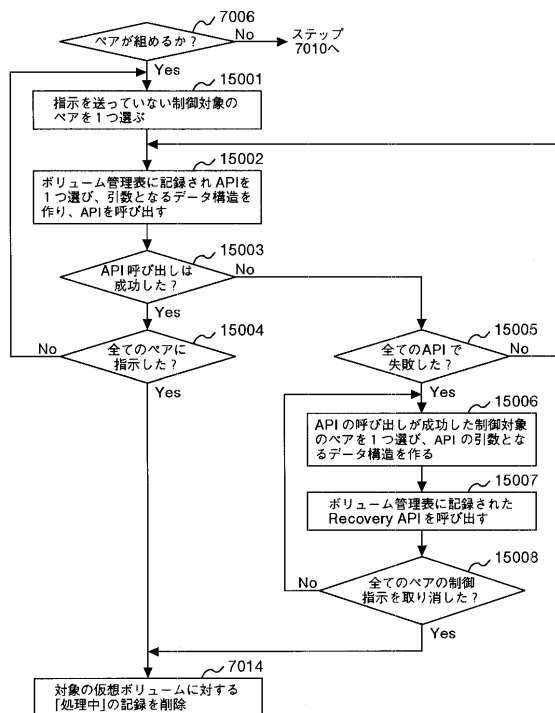 7006
ペアが組めるか?
No
ステップ
7010へ
Yes
15001
指示を送っていない制御対象の
ペアを1つ選ぶ
15002
ボリューム管理表に記録されAPIを
1つ選び、引数となるデータ構造を
作り、APIを呼び出す
15003
API呼び出しは
成功した?
No
Yes
15004
全てのペアに
指示した?
No
Yes
15005
全てのAPIで
失敗した?
No
Yes
15006
APIの呼び出しが成功した制御対象
のペアを1つ選び、APIの引数とな
るデータ構造を作る
15007
ボリューム管理表に記録された
Recovery APIを呼び出す
15008
全てのペアの制御
指示を取り消した?
No
Yes
7014
対象の仮想ボリュームに対する
「処理中」の記録を削除